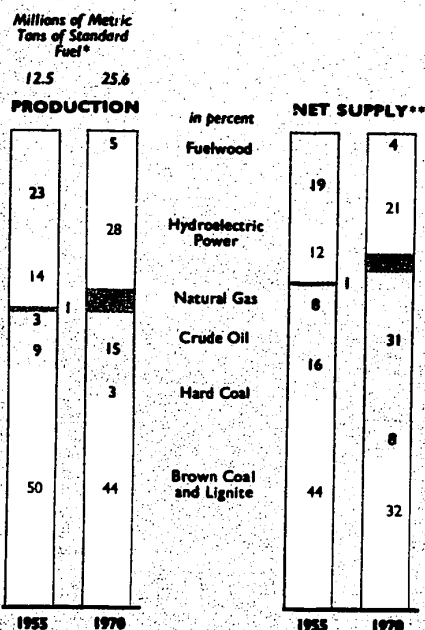 Millions of Metric
Tons of Standard
Fuel*
12.5 25.6
PRODUCTION
in percent
NET SUPPLY**
5 Fuelwood 4
23 19
28 Hydroelectric 21
Power
14 12
1 Natural Gas 1
3 8
Crude Oil 31
9 15 16
3 Hard Coal
8
50 44 Brown Coal 44
and Lignite
32
1955 1970 1955 1970